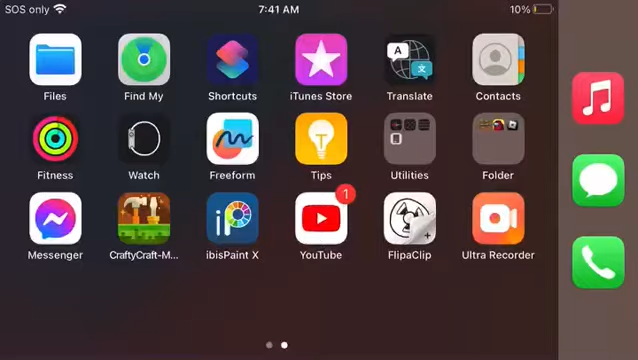 SOS only 7:41 AM 10%
Files Find My Shortcuts iTunes Store Translate Contacts
Fitness Watch Freeform Tips Utilities Folder
1
Messenger CraftyCraft-M... ibisPaint X YouTube FlipaClip Ultra Recorder